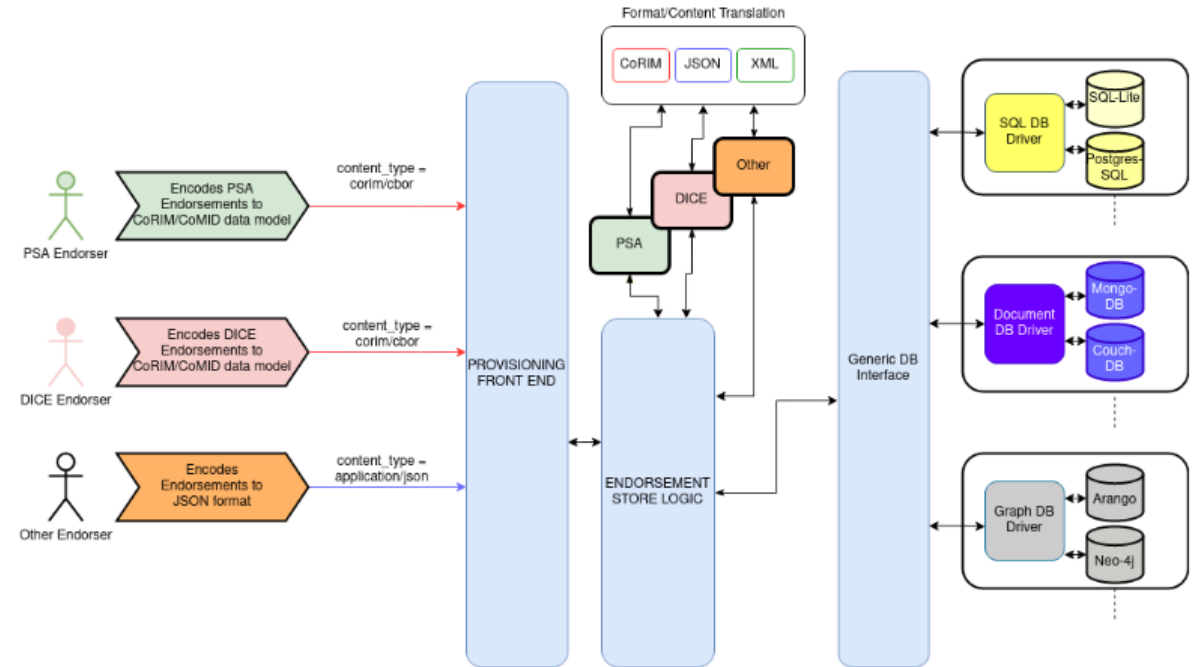 Format/Content Translation
CoRIM
JSON
XML
PSA Endorser
Encodes PSA
Endorsements to
CoRIM/CoMID data model
content_type =
corim/cbor
DICE Endorser
Encodes DICE
Endorsements to
CoRIM/CoMID data model
content_type =
corim/cbor
Other Endorser
Encodes
Endorsements to
JSON format
content_type =
application/json
PROVISIONING
FRONT END
PSA
DICE
Other
ENDORSEMENT
STORE LOGIC
Generic DB
Interface
SQL DB
Driver
SQL-Lite
Postgres-
SQL
Document
DB Driver
Mongo-
DB
Couch-
DB
Graph DB
Driver
Arango
Neo-4j